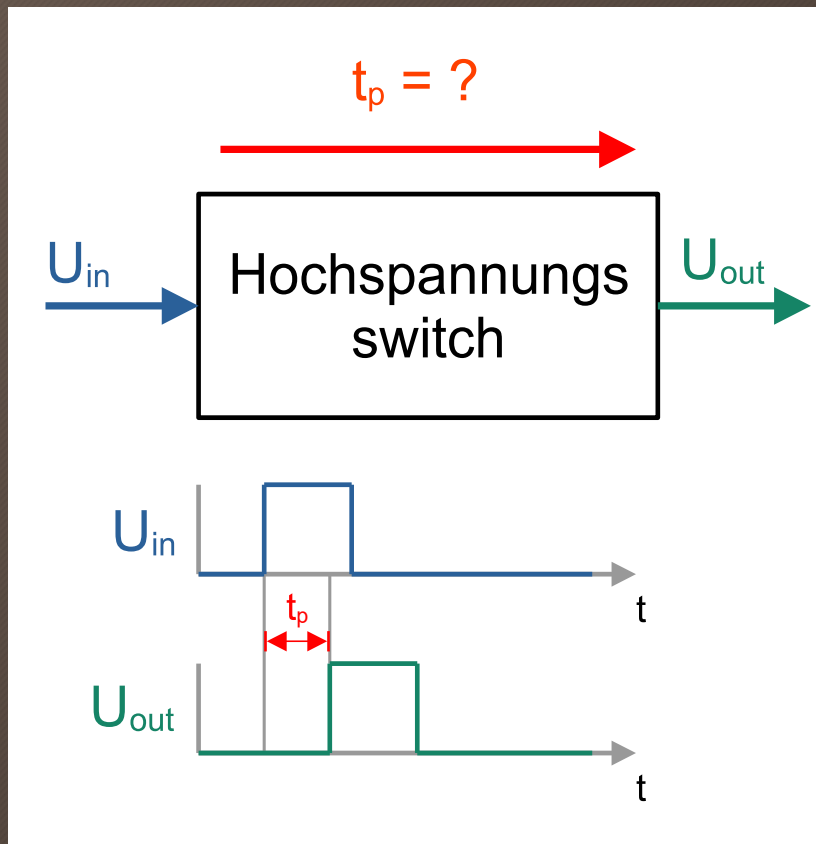 tp = ?
Uin
Hochspannungs
switch
Uout
Uin
t
tp
Uout
t